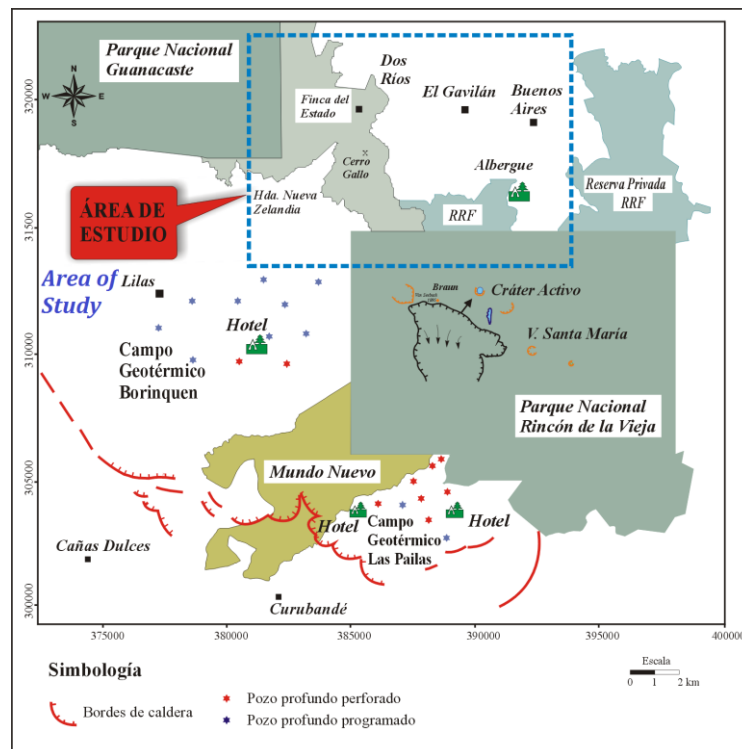 Parque Nacional
Guanacaste
N
W
E
S
Dos
Ríos
Finca del
Estado
El Gavilán
Buenos
Aires
Cerro
Gallo
Albergue
Reserva Privada
RRF
RRF
Hda. Nueva
Zelandia
ÁREA DE
ESTUDIO
Area of
Study
Lilas
Braun
Cráter Activo
V. Santa María
Hotel
Campo
Geotérmico
Borinquen
Parque Nacional
Rincón de la Vieja
Mundo Nuevo
Hotel
Campo
Geotérmico
Las Pailas
Hotel
Cañas Dulces
Curubandé
320000
315000
310000
305000
300000
375000
380000
385000
390000
395000
400000
Simbología
Bordes de caldera
Pozo profundo perforado
Pozo profundo programado
Escala
0 1 2 km